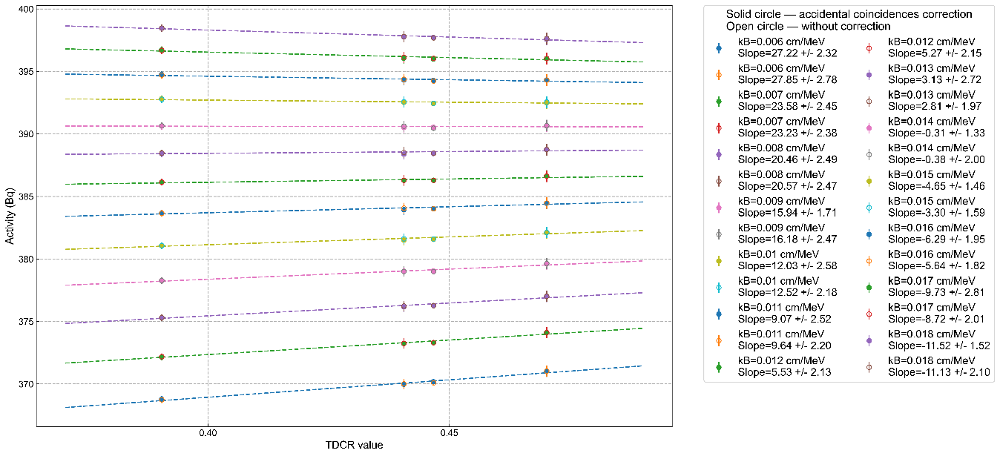 400
395
390
385
380
375
370
Activity (Bq)
0.40
0.45
TDCR value
Solid circle — accidental coincidences correction
Open circle — without correction
kB=0.006 cm/MeV
Slope=27.22 +/- 2.32
kB=0.006 cm/MeV
Slope=27.85 +/- 2.78
kB=0.007 cm/MeV
Slope=23.58 +/- 2.45
kB=0.007 cm/MeV
Slope=23.23 +/- 2.38
kB=0.008 cm/MeV
Slope=20.46 +/- 2.49
kB=0.008 cm/MeV
Slope=20.57 +/- 2.47
kB=0.009 cm/MeV
Slope=15.94 +/- 1.71
kB=0.009 cm/MeV
Slope=16.18 +/- 2.47
kB=0.01 cm/MeV
Slope=12.03 +/- 2.58
kB=0.01 cm/MeV
Slope=12.52 +/- 2.18
kB=0.011 cm/MeV
Slope=9.07 +/- 2.52
kB=0.011 cm/MeV
Slope=9.64 +/- 2.20
kB=0.012 cm/MeV
Slope=5.53 +/- 2.13
kB=0.012 cm/MeV
Slope=5.27 +/- 2.15
kB=0.013 cm/MeV
Slope=3.13 +/- 2.72
kB=0.013 cm/MeV
Slope=2.81 +/- 1.97
kB=0.014 cm/MeV
Slope=-0.31 +/- 1.33
kB=0.014 cm/MeV
Slope=-0.38 +/- 2.00
kB=0.015 cm/MeV
Slope=-4.65 +/- 1.46
kB=0.015 cm/MeV
Slope=-3.30 +/- 1.59
kB=0.016 cm/MeV
Slope=-6.29 +/- 1.95
kB=0.016 cm/MeV
Slope=-5.64 +/- 1.82
kB=0.017 cm/MeV
Slope=-9.73 +/- 2.81
kB=0.017 cm/MeV
Slope=-8.72 +/- 2.01
kB=0.018 cm/MeV
Slope=-11.52 +/- 1.52
kB=0.018 cm/MeV
Slope=-11.13 +/- 2.10